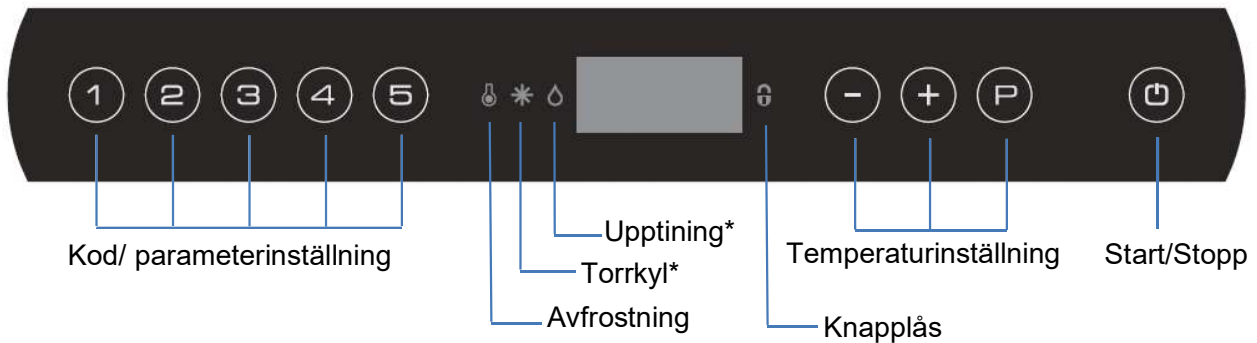 1 2 3 4 5 - + P
Upptining*
Kod/ parameterinställning
Temperaturinställning
Start/Stopp
Torrkyl*
Avfrostning
Knapplås